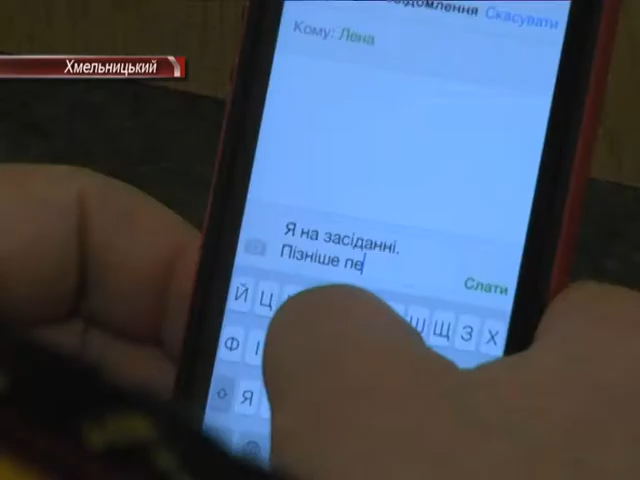 Хмельницький
Скасувати
Кому: Лена
Я на засіданні.
Пізніше пе
Слати
Й Ц Ш Щ З Х
Ф І
Я